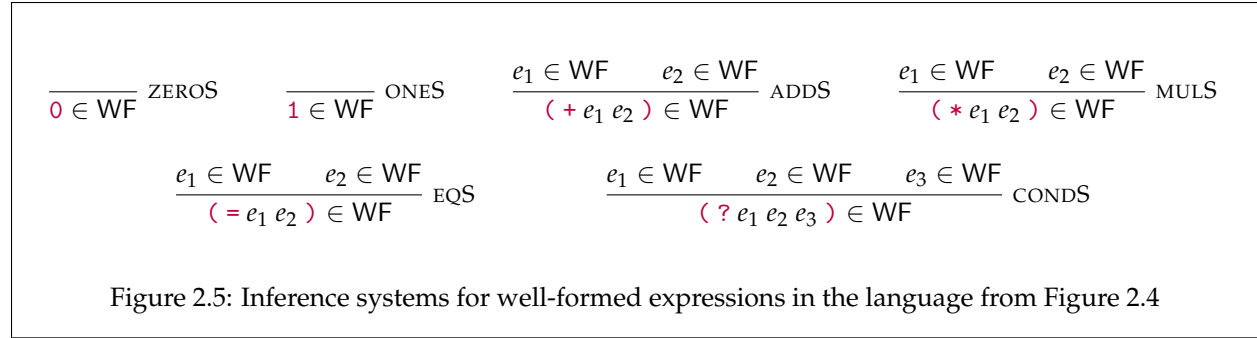 e₁ ∈ WF e₂ ∈ WF e₁ ∈ WF e₂ ∈ WF
ZEROS ONES ADDS MULS
0 ∈ WF 1 ∈ WF ( + e₁ e₂ ) ∈ WF ( * e₁ e₂ ) ∈ WF
e₁ ∈ WF e₂ ∈ WF e₁ ∈ WF e₂ ∈ WF e₃ ∈ WF
EQS CONDS
( = e₁ e₂ ) ∈ WF ( ? e₁ e₂ e₃ ) ∈ WF
Figure 2.5: Inference systems for well-formed expressions in the language from Figure 2.4